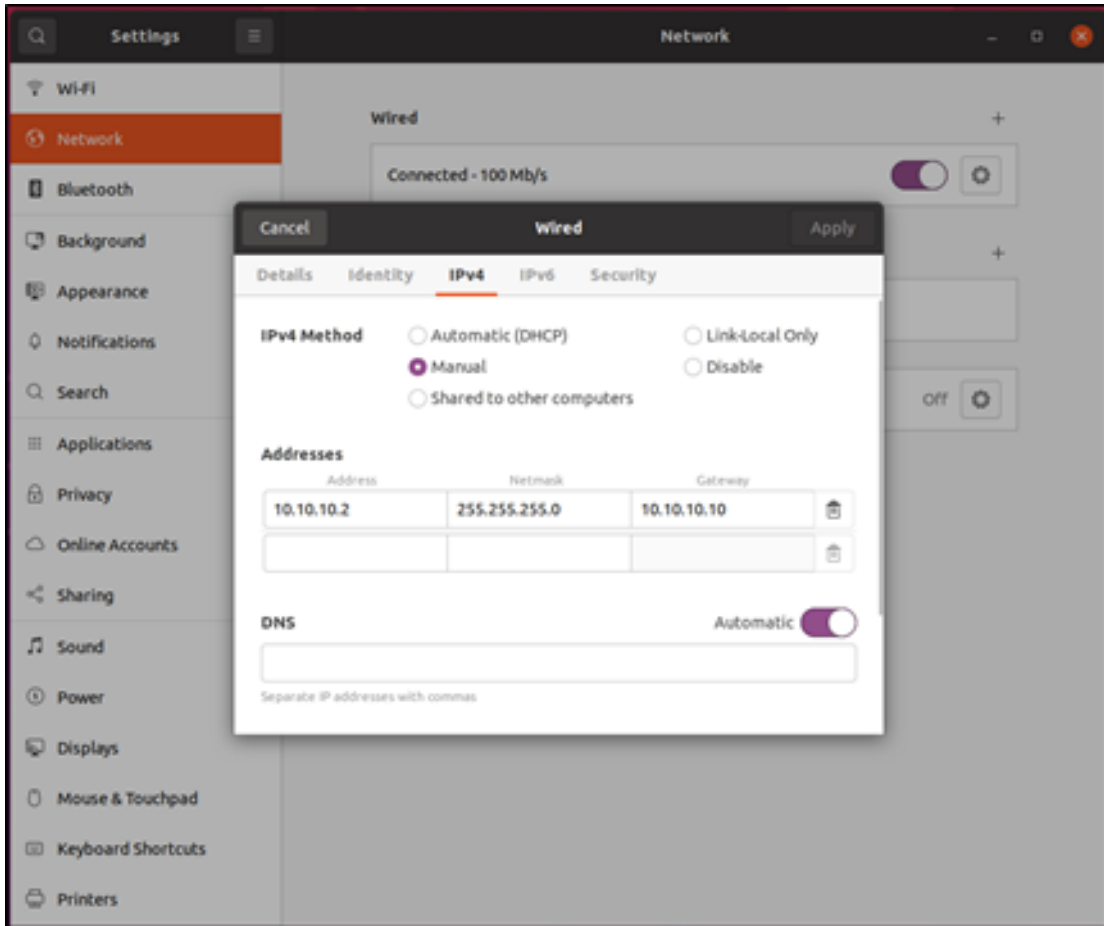 Settings
Network
Wi-Fi
Network
Bluetooth
Background
Appearance
Notifications
Search
Applications
Privacy
Online Accounts
Sharing
Sound
Power
Displays
Mouse & Touchpad
Keyboard Shortcuts
Printers
Wired
Connected - 100 Mb/s
Off
Cancel Wired Apply
Details Identity IPv4 IPv6 Security
IPv4 Method Automatic (DHCP) Link-Local Only
Manual Disable
Shared to other computers
Addresses
Address Netmask Gateway
10.10.10.2 255.255.255.0 10.10.10.10
DNS Automatic
Separate IP addresses with commas